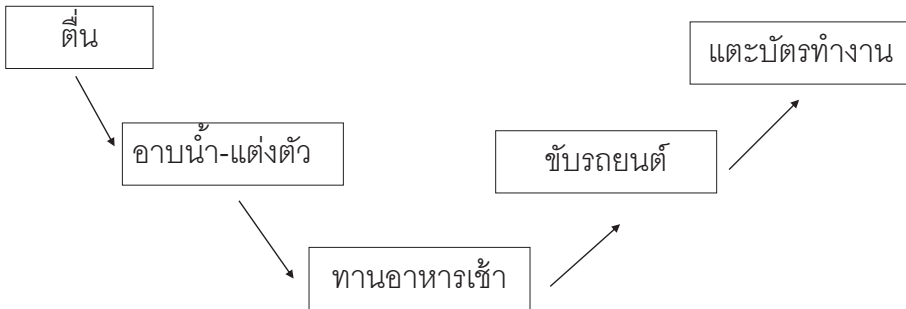 ตื่น
อาบน้ำ-แต่งตัว
ทานอาหารเช้า
ขับรถยนต์
แตะบัตรทำงาน